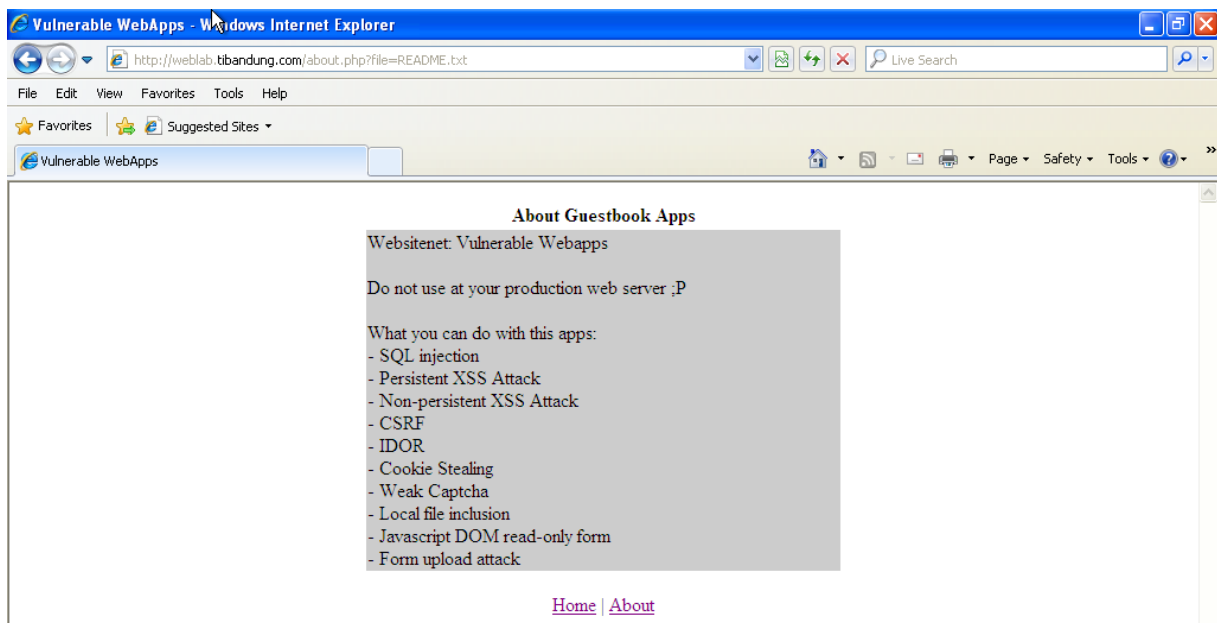 Vulnerable WebApps - Windows Internet Explorer
http://weblab.tibandung.com/about.php?file=README.txt
Live Search
File Edit View Favorites Tools Help
Favorites Suggested Sites
Vulnerable WebApps
Page Safety Tools »
About Guestbook Apps
Websitenet: Vulnerable Webapps
Do not use at your production web server ;P
What you can do with this apps:
- SQL injection
- Persistent XSS Attack
- Non-persistent XSS Attack
- CSRF
- IDOR
- Cookie Stealing
- Weak Captcha
- Local file inclusion
- Javascript DOM read-only form
- Form upload attack
Home | About